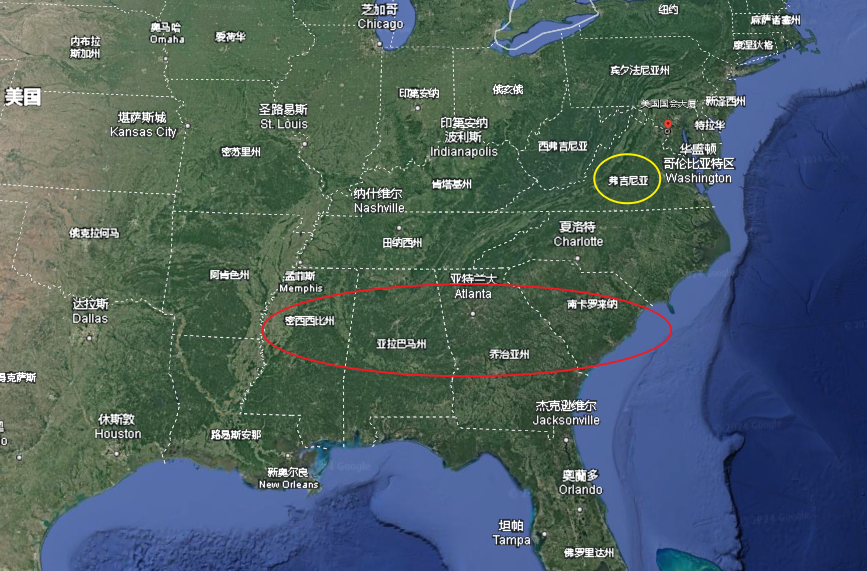 芝加哥
Chicago
纽约
麻萨诸塞州
康涅狄格
奥马哈
Omaha
爱荷华
内布拉
斯加州
宾夕法尼亚州
美国
印第安纳
俄亥俄
美国国会大厦
新泽西州
堪萨斯城
Kansas City
圣路易斯
St. Louis
印第安纳
波利斯
Indianapolis
特拉华
西弗吉尼亚
华盛顿
哥伦比亚特区
Washington
密苏里州
弗吉尼亚
肯塔基州
纳什维尔
Nashville
俄克拉何马
田纳西州
夏洛特
Charlotte
阿肯色州
孟菲斯
Memphis
亚特兰大
Atlanta
达拉斯
Dallas
南卡罗来纳
密西西比州
亚拉巴马州
乔治亚州
得克萨斯
杰克逊维尔
Jacksonville
休斯敦
Houston
路易斯安那
新奥尔良
New Orleans
奥蘭多
Orlando
坦帕
Tampa
佛罗里达州